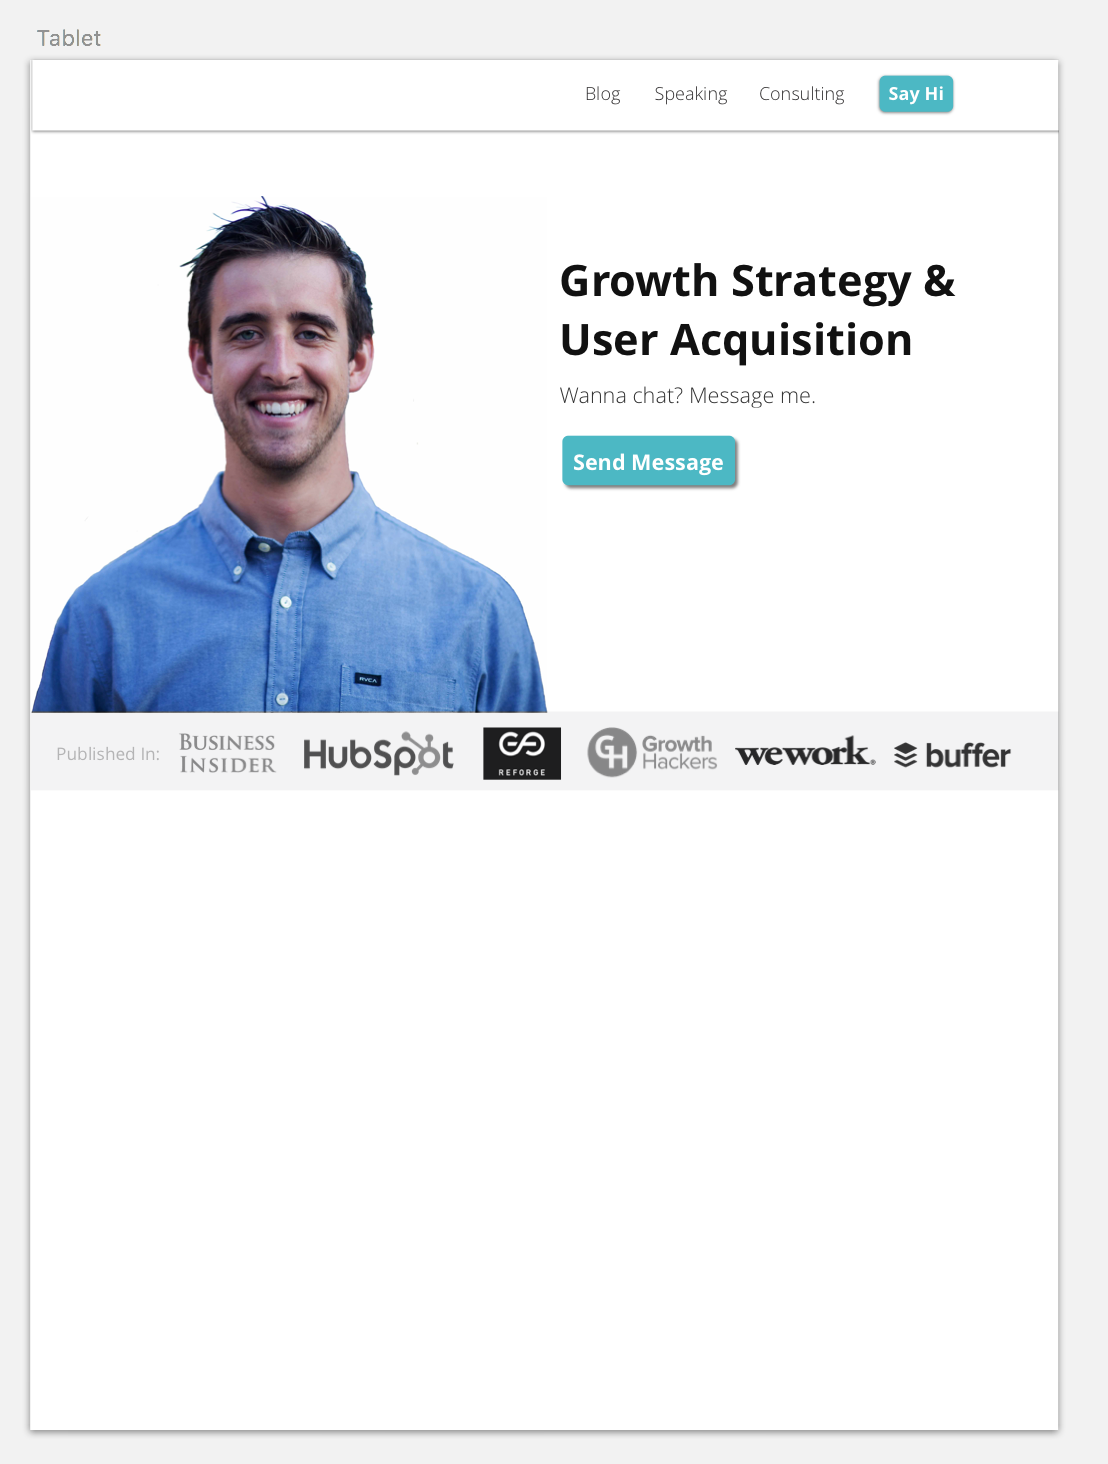 Tablet
Blog Speaking Consulting Say Hi
Growth Strategy &
User Acquisition
Wanna chat? Message me.
Send Message
RVCA
Published In:
BUSINESS
INSIDER
HubSpot
REFORGE
GH
Growth
Hackers
wework®
buffer